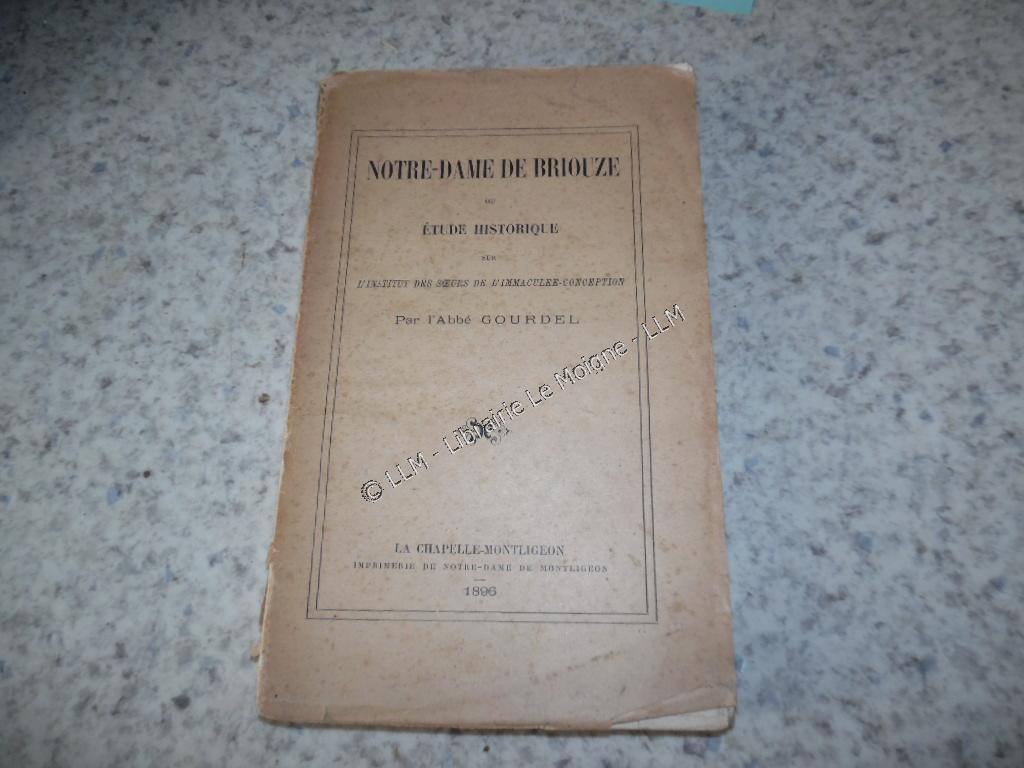 NOTRE-DAME DE BRIOUZE
OU
ÉTUDE HISTORIQUE
SUR
L'INSTITUT DES SŒURS DE L'IMMACULEE-CONCEPTION
Par l'Abbé GOURDEL
© LLM - Librairie Le Moigne - LLM
LA CHAPELLE-MONTLIGEON
IMPRIMERIE DE NOTRE-DAME DE MONTLIGEON
1896